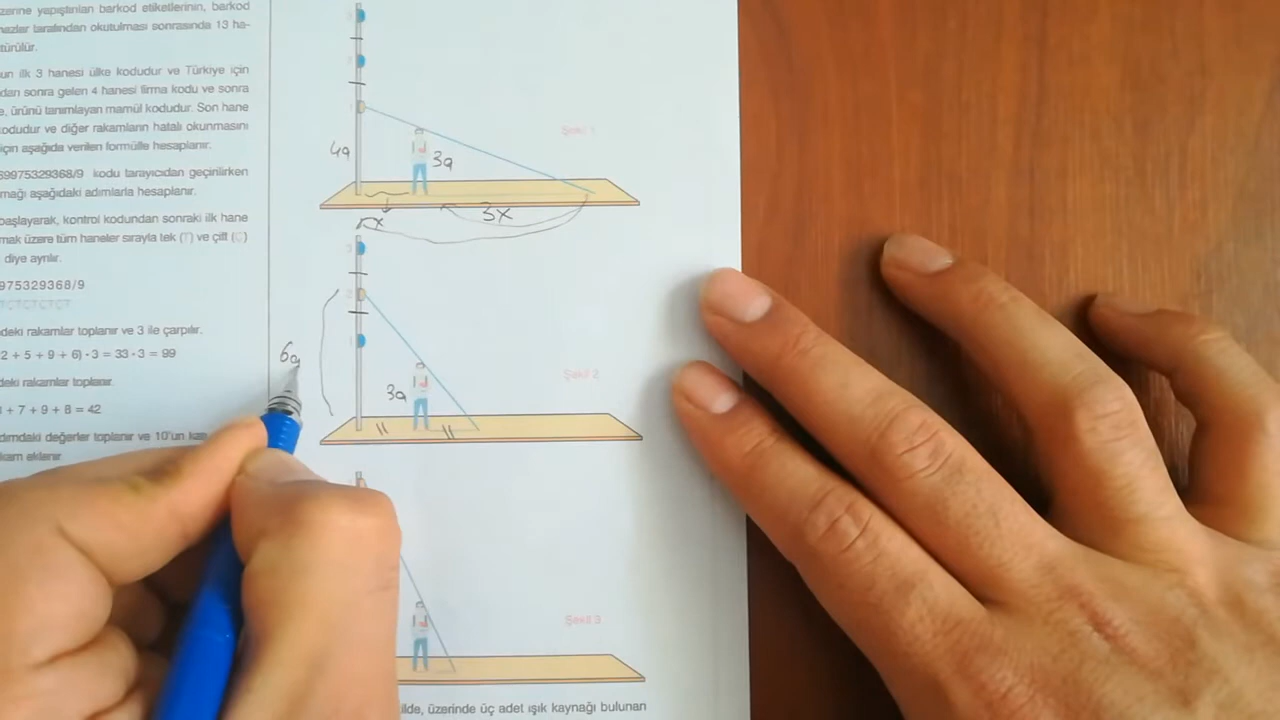 zerine yapıştırılan barkod etiketlerinin, barkod
nazlar tarafından okutulması sonrasında 13 ha-
türülür.
un ilk 3 hanesi ülke kodudur ve Türkiye için
dan sonra gelen 4 hanesi firma kodu ve sonra
e, ürünü tanımlayan mamül kodudur. Son hane
kodudur ve diğer rakamların hatalı okunmasını
için aşağıda verilen formülle hesaplanır.
69975329368/9 kodu tarayıcıdan geçirilirken
mağı aşağıdaki adımlarla hesaplanır.
başlayarak, kontrol kodundan sonraki ilk hane
mak üzere tüm haneler sırayla tek (T) ve çift (Ç)
diye ayrılır.
975329368/9
TÇTÇTÇTÇT
deki rakamlar toplanır ve 3 ile çarpılır.
2 + 5 + 9 + 6) · 3 = 33 · 3 = 99
deki rakamlar toplanır.
+ 7 + 9 + 8 = 42
dımdaki değerler toplanır ve 10'un
kam eklenir
4a
3a
Şekil 1
x
3x
3
2
1
6a
3a
Şekil 2
Şekil 3
ilde, üzerinde üç adet ışık kaynağı bulunan